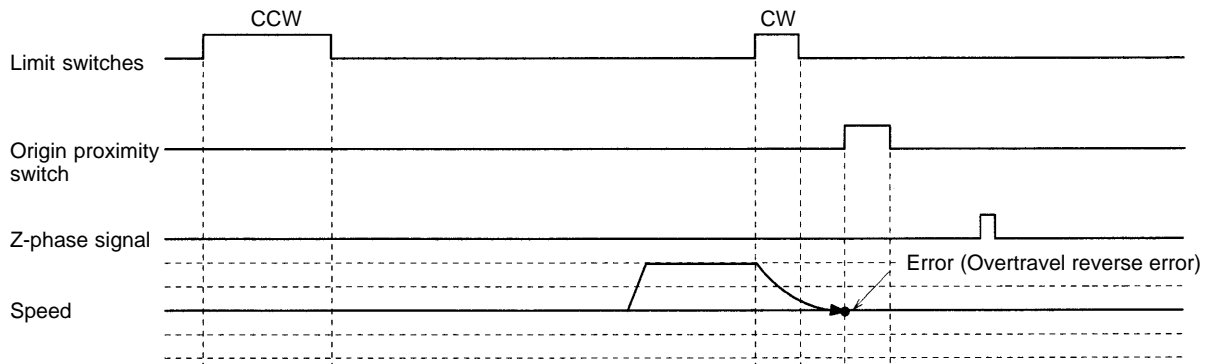 CCW
CW
Limit switches
Origin proximity
switch
Z-phase signal
Error (Overtravel reverse error)
Speed